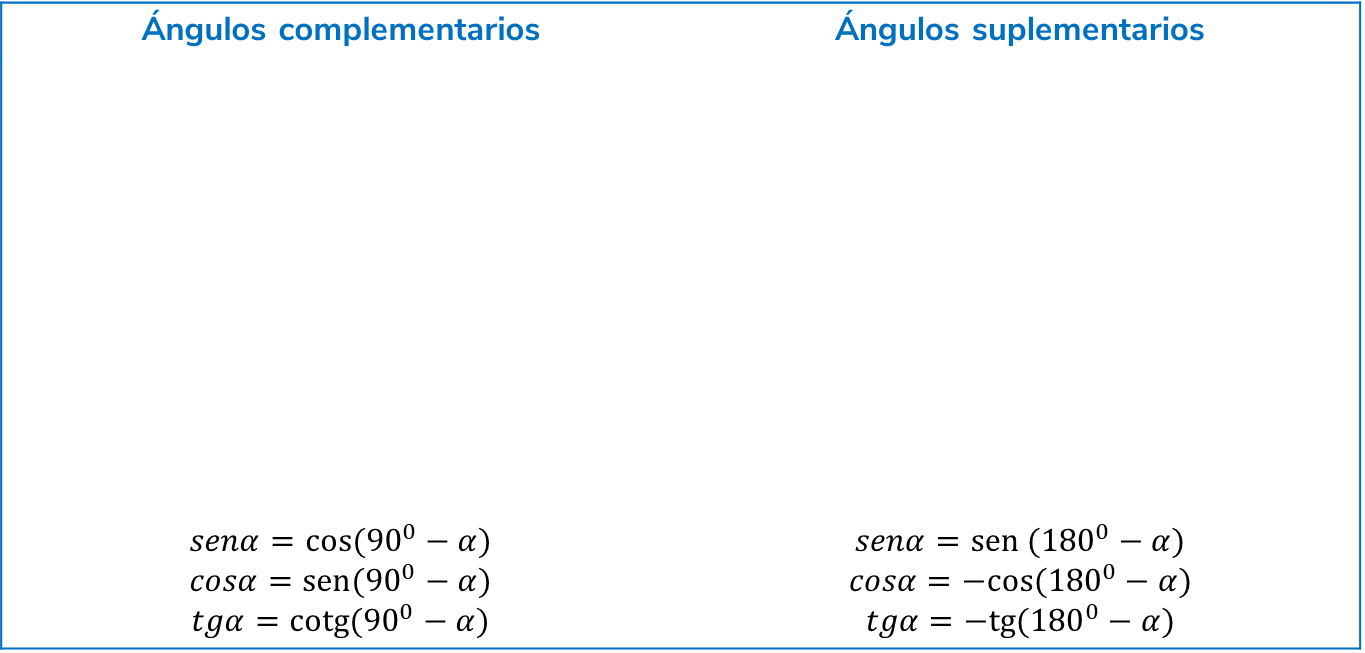 Ángulos complementarios
senα = cos(90⁰ − α)
cosα = sen(90⁰ − α)
tgα = cotg(90⁰ − α)
Ángulos suplementarios
senα = sen (180⁰ − α)
cosα = −cos(180⁰ − α)
tgα = −tg(180⁰ − α)